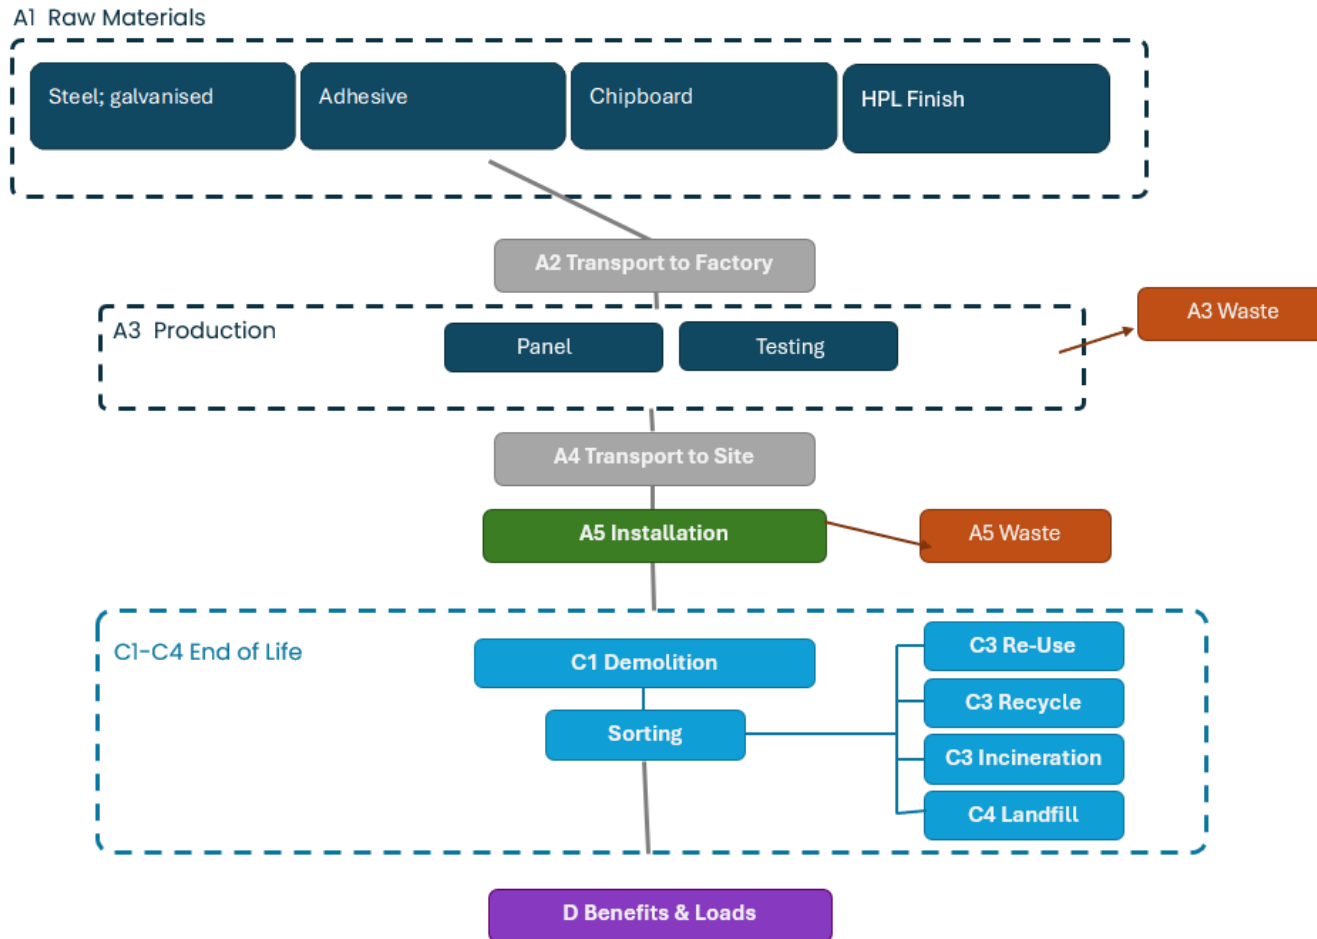 A1 Raw Materials
Steel; galvanised
Adhesive
Chipboard
HPL Finish
A2 Transport to Factory
A3 Production
Panel
Testing
A3 Waste
A4 Transport to Site
A5 Installation
A5 Waste
C1-C4 End of Life
C1 Demolition
Sorting
C3 Re-Use
C3 Recycle
C3 Incineration
C4 Landfill
D Benefits & Loads